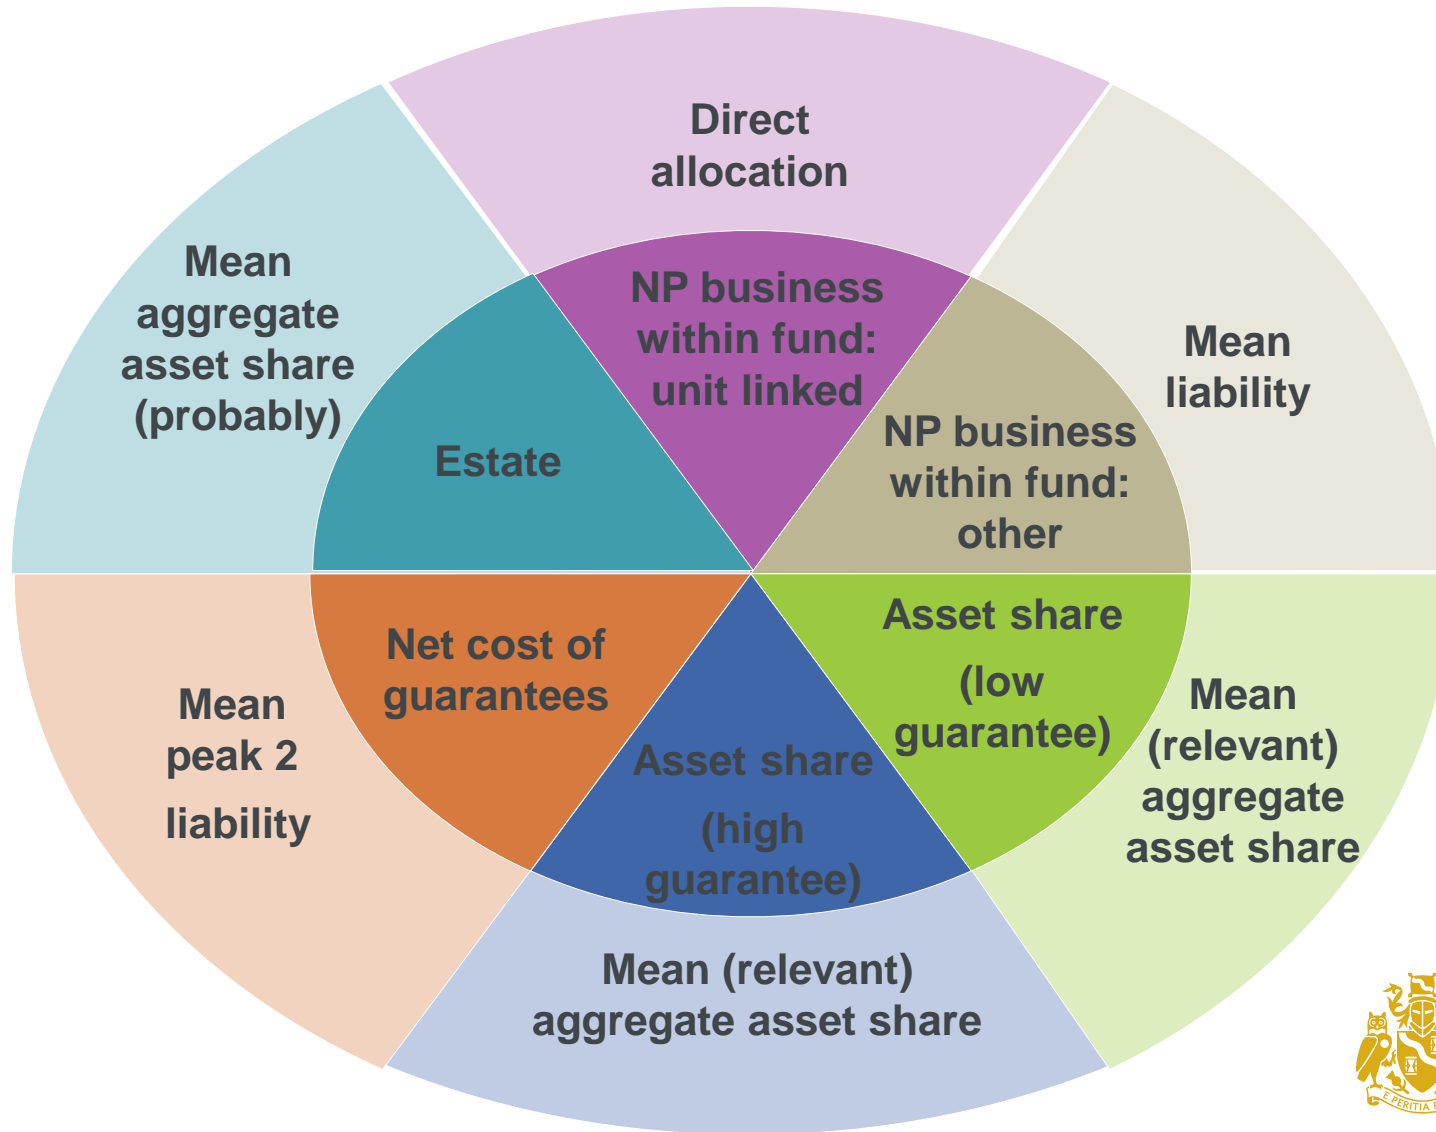 Direct
allocation
Mean
aggregate
asset share
(probably)
NP business
within fund:
unit linked
Mean
liability
Estate
NP business
within fund:
other
Net cost of
guarantees
Asset share
(low
guarantee)
Mean
peak 2
liability
Asset share
(high
guarantee)
Mean
(relevant)
aggregate
asset share
Mean (relevant)
aggregate asset share
E PERITIA